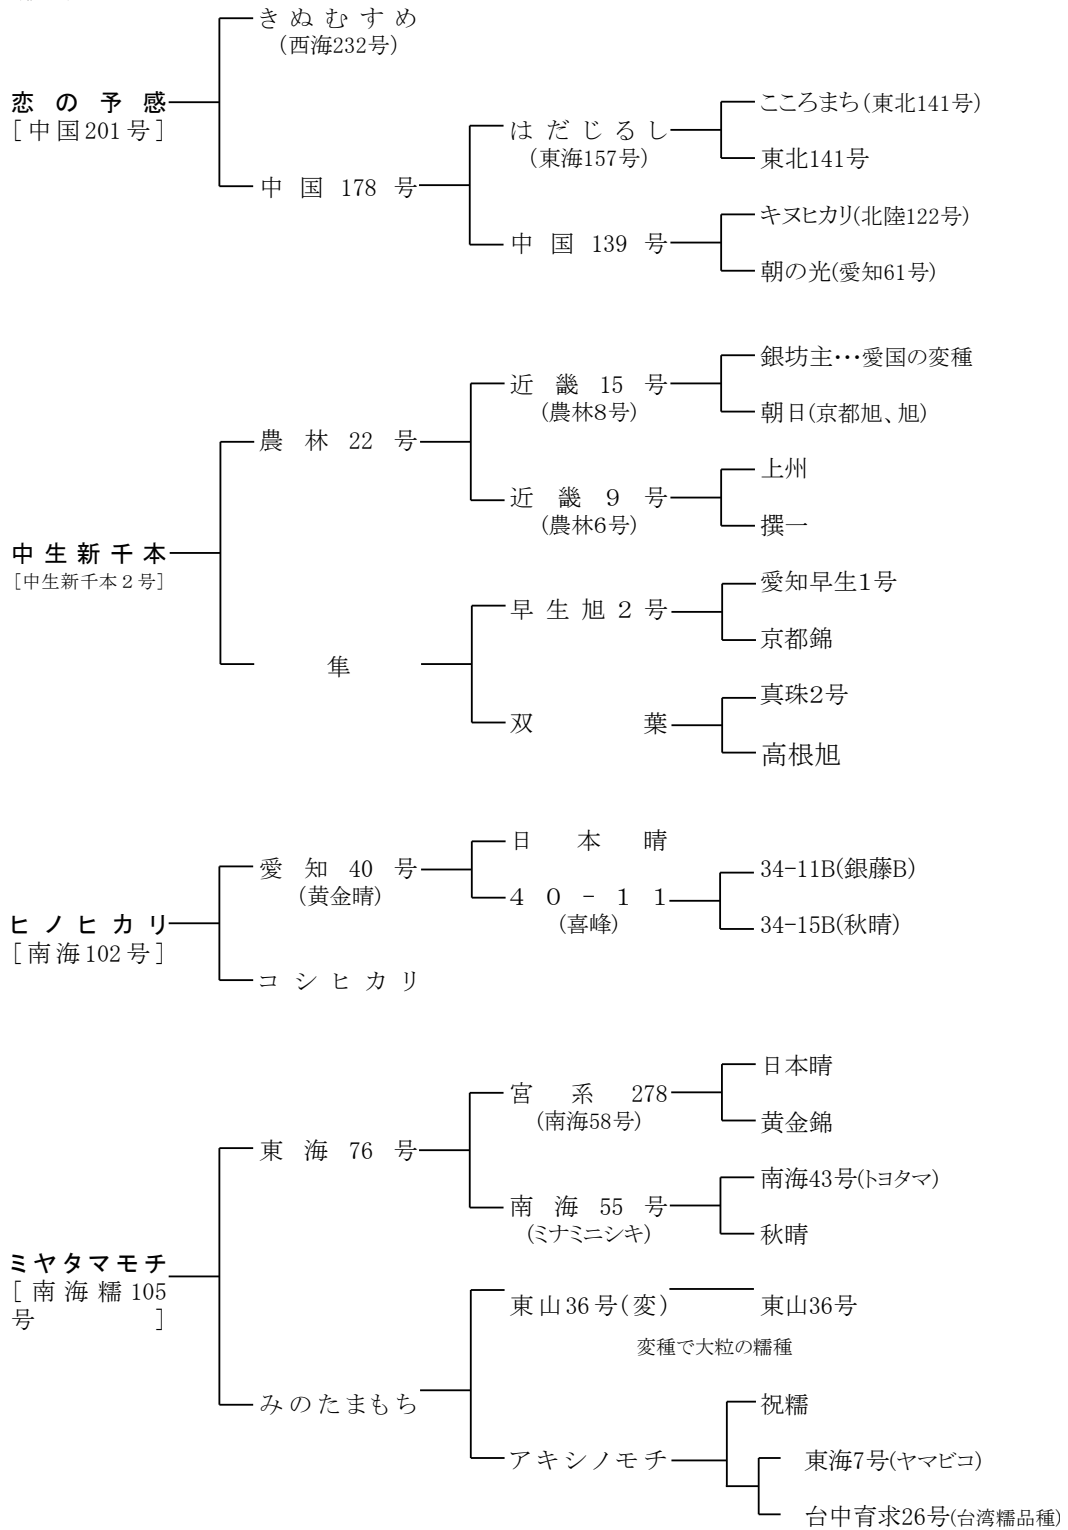 きぬむすめ
(西海232号)
恋の予感
[中国201号]
はだじるし
(東海157号)
こころまち(東北141号)
東北141号
中国178号
中国139号
キヌヒカリ(北陸122号)
朝の光(愛知61号)
銀坊主･･･愛国の変種
近畿15号
(農林8号)
朝日(京都旭、旭)
農林22号
上州
近畿9号
(農林6号)
撰一
中生新千本
[中生新千本2号]
愛知早生1号
早生旭2号
京都錦
隼
真珠2号
双葉
高根旭
日本晴
愛知40号
(黄金晴)
40-11
(喜峰)
34-11B(銀藤B)
34-15B(秋晴)
ヒノヒカリ
[南海102号]
コシヒカリ
日本晴
宮系278
(南海58号)
黄金錦
東海76号
南海43号(トヨタマ)
南海55号
(ミナミニシキ)
秋晴
ミヤタマモチ
[南海糯105
号]
東山36号(変)
東山36号
変種で大粒の糯種
みのたまもち
祝糯
アキシノモチ
東海7号(ヤマビコ)
台中育求26号(台湾糯品種)